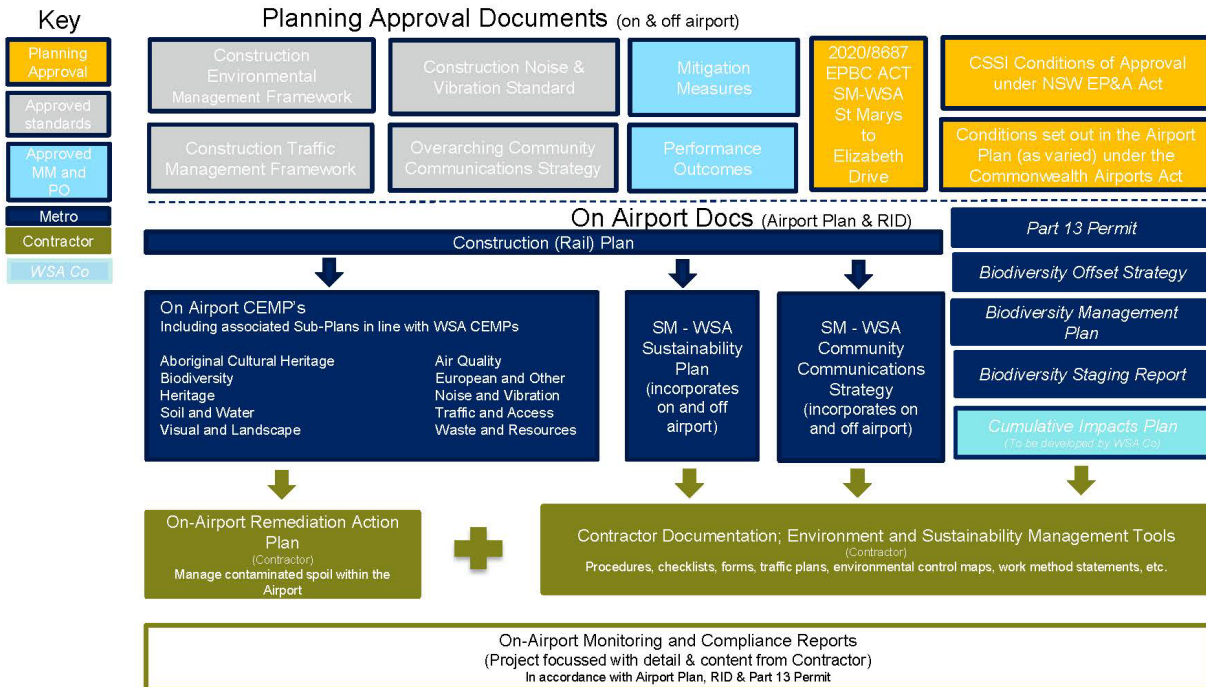 Key
Planning
Approval
Approved
standards
Approved
MM and
PO
Metro
Contractor
WSA Co
Planning Approval Documents (on & off airport)
Construction
Environmental
Management Framework
Construction Noise &
Vibration Standard
Mitigation
Measures
2020/8687
EPBC ACT
SM-WSA
St Marys
to
Elizabeth
Drive
CSSI Conditions of Approval
under NSW EP&A Act
Construction Traffic
Management Framework
Overarching Community
Communications Strategy
Performance
Outcomes
Conditions set out in the Airport
Plan (as varied) under the
Commonwealth Airports Act
On Airport Docs (Airport Plan & RID)
Construction (Rail) Plan
Part 13 Permit
Biodiversity Offset Strategy
Biodiversity Management
Plan
Biodiversity Staging Report
Cumulative Impacts Plan
(To be developed by WSA Co)
On Airport CEMP's
Including associated Sub-Plans in line with WSA CEMPs
Aboriginal Cultural Heritage
Biodiversity
Heritage
Soil and Water
Visual and Landscape
Air Quality
European and Other
Noise and Vibration
Traffic and Access
Waste and Resources
SM - WSA
Sustainability
Plan
(incorporates
on and off
airport)
SM - WSA
Community
Communications
Strategy
(incorporates on
and off airport)
On-Airport Remediation Action
Plan
(Contractor)
Manage contaminated spoil within the
Airport
Contractor Documentation; Environment and Sustainability Management Tools
(Contractor)
Procedures, checklists, forms, traffic plans, environmental control maps, work method statements, etc.
On-Airport Monitoring and Compliance Reports
(Project focussed with detail & content from Contractor)
In accordance with Airport Plan, RID & Part 13 Permit